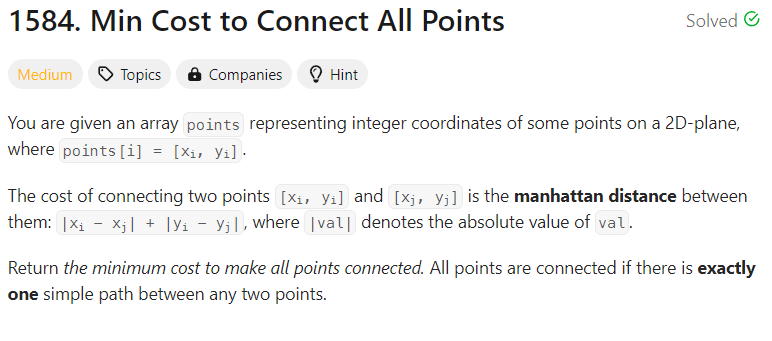 1584. Min Cost to Connect All Points
Solved
Medium Topics Companies Hint
You are given an array points representing integer coordinates of some points on a 2D-plane,
where points[i] = [xᵢ, yᵢ].
The cost of connecting two points [xᵢ, yᵢ] and [xⱼ, yⱼ] is the manhattan distance between
them: |xᵢ - xⱼ| + |yᵢ - yⱼ|, where |val| denotes the absolute value of val.
Return the minimum cost to make all points connected. All points are connected if there is exactly
one simple path between any two points.